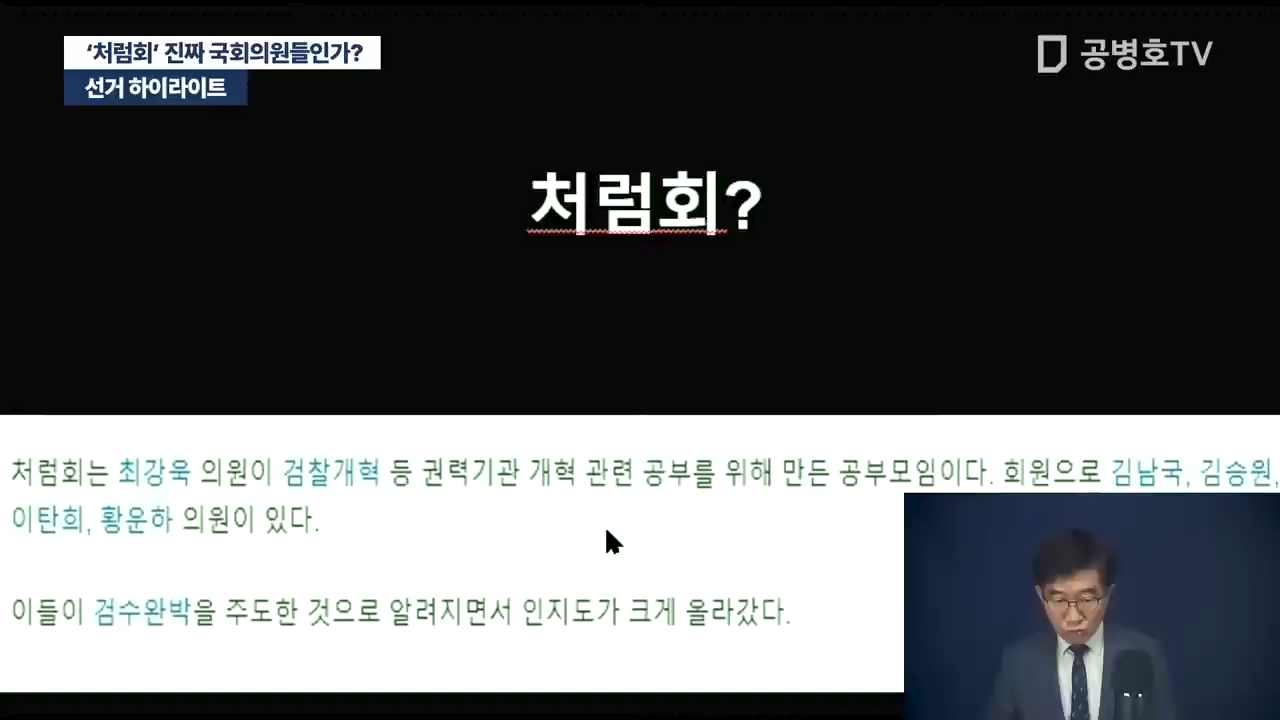 ‘처럼회’ 진짜 국회의원들인가?
선거 하이라이트
공병호TV
처럼회?
처럼회는 최강욱 의원이 검찰개혁 등 권력기관 개혁 관련 공부를 위해 만든 공부모임이다. 회원으로 김남국, 김승원,
이탄희, 황운하 의원이 있다.
이들이 검수완박을 주도한 것으로 알려지면서 인지도가 크게 올라갔다.